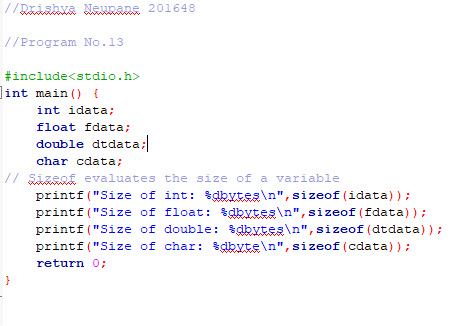 //Drishya Neupane 201648
//Program No.13
#include<stdio.h>
int main() {
    int idata;
    float fdata;
    double dtdata;
    char cdata;
// Sizeof evaluates the size of a variable
    printf("Size of int: %dbytes\n",sizeof(idata));
    printf("Size of float: %dbytes\n",sizeof(fdata));
    printf("Size of double: %dbytes\n",sizeof(dtdata));
    printf("Size of char: %dbyte\n",sizeof(cdata));
    return 0;
}